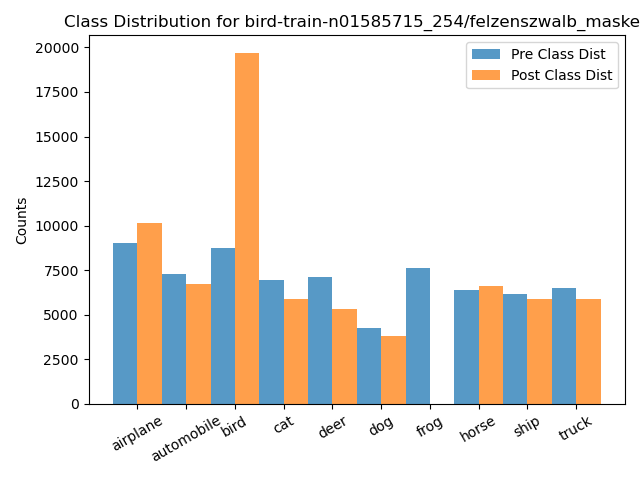 Class Distribution for bird-train-n01585715_254/felzenszwalb_maske
Pre Class Dist
Post Class Dist
Counts
20000
17500
15000
12500
10000
7500
5000
2500
0
airplane
automobile
bird
cat
deer
dog
frog
horse
ship
truck